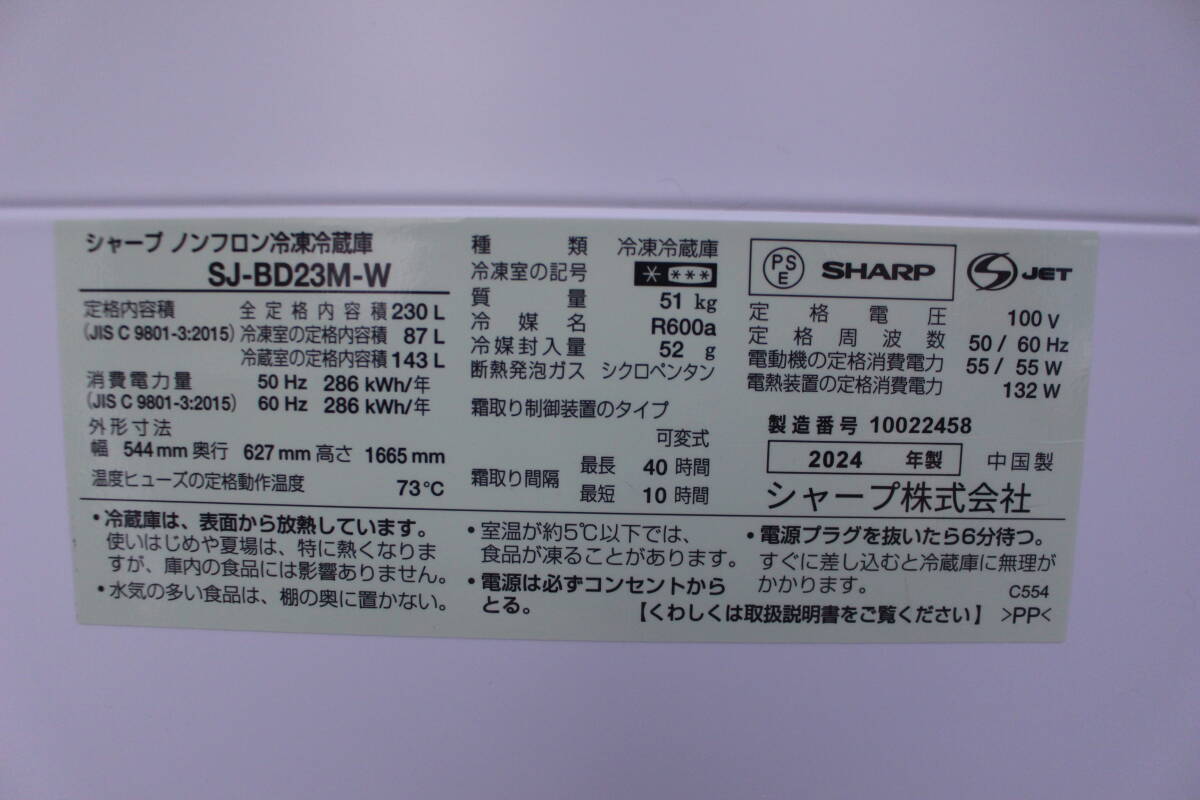 シャープ ノンフロン冷凍冷蔵庫
SJ-BD23M-W
定格内容積 全定格内容積 230 L
(JIS C 9801-3:2015) 冷凍室の定格内容積 87 L
冷蔵室の定格内容積 143 L
消費電力量 50 Hz 286 kWh/年
(JIS C 9801-3:2015) 60 Hz 286 kWh/年
外形寸法
幅 544 mm 奥行 627 mm 高さ 1665 mm
温度ヒューズの定格動作温度 73℃
種類 冷凍冷蔵庫
冷凍室の記号 * ***
質量 51 kg
冷媒名 R600a
冷媒封入量 52 g
断熱発泡ガス シクロペンタン
霜取り制御装置のタイプ
可変式
霜取り間隔 最長 40 時間
最短 10 時間
PSE SHARP JET
定格電圧 100 V
定格周波数 50 / 60 Hz
電動機の定格消費電力 55 / 55 W
電熱装置の定格消費電力 132 W
製造番号 10022458
2024 年製 中国製
シャープ株式会社
・冷蔵庫は、表面から放熱しています。
使いはじめや夏場は、特に熱くなりま
すが、庫内の食品には影響ありません。
・水気の多い食品は、棚の奥に置かない。
・室温が約5℃以下では、
食品が凍ることがあります。
・電源は必ずコンセントから
とる。
・電源プラグを抜いたら6分待つ。
すぐに差し込むと冷蔵庫に無理が
かかります。 C554
【くわしくは取扱説明書をご覧ください】 >PP<